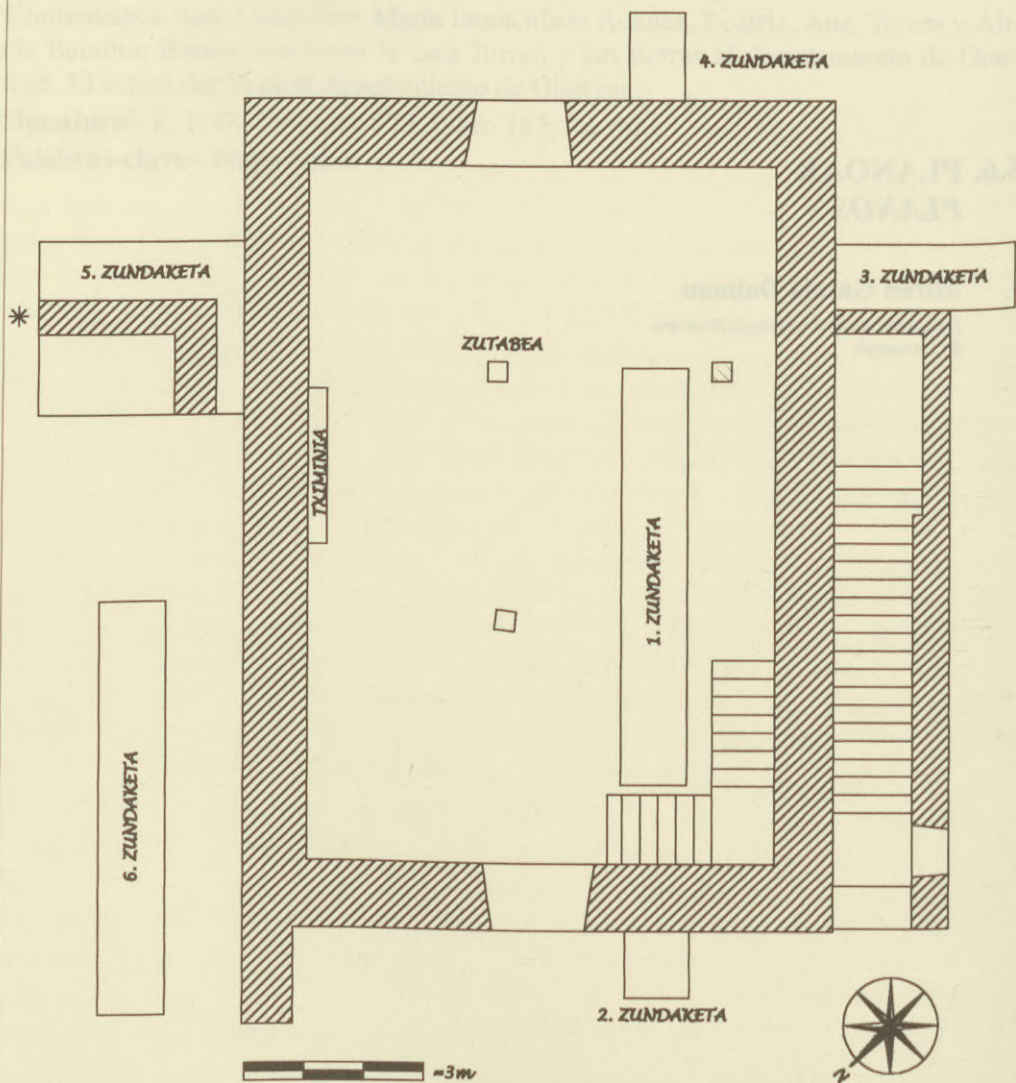 4. ZUNDAKETA
5. ZUNDAKETA
3. ZUNDAKETA
*
ZUTABEA
TXIMINIA
1. ZUNDAKETA
6. ZUNDAKETA
2. ZUNDAKETA
N
=3m